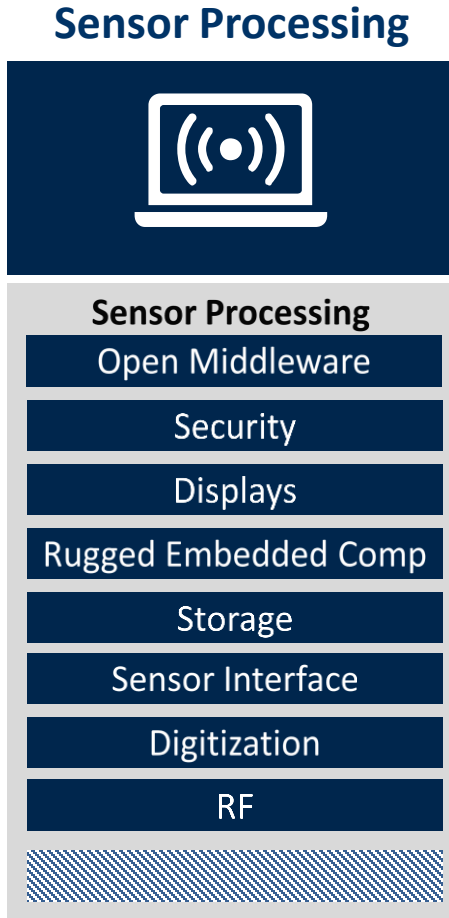 Sensor Processing
Sensor Processing
Open Middleware
Security
Displays
Rugged Embedded Comp
Storage
Sensor Interface
Digitization
RF